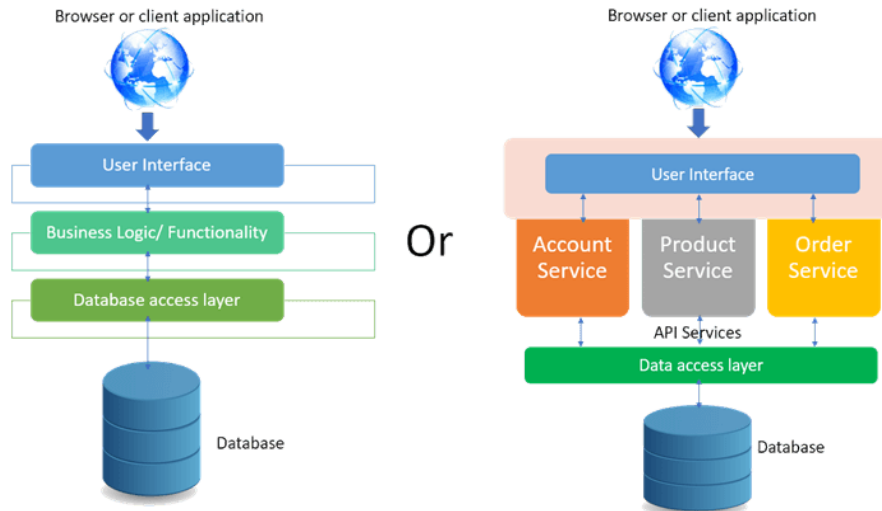 Browser or client application
User Interface
Business Logic/ Functionality
Database access layer
Database
Or
Browser or client application
User Interface
Account
Service
Product
Service
Order
Service
API Services
Data access layer
Database